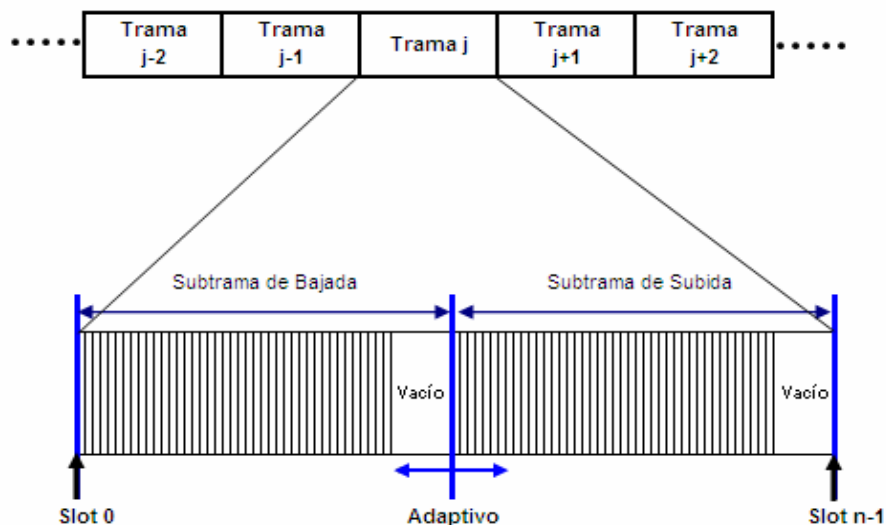 Trama
j-2
Trama
j-1
Trama j
Trama
j+1
Trama
j+2
Subtrama de Bajada
Subtrama de Subida
Vacío
Vacío
Slot 0
Adaptivo
Slot n-1